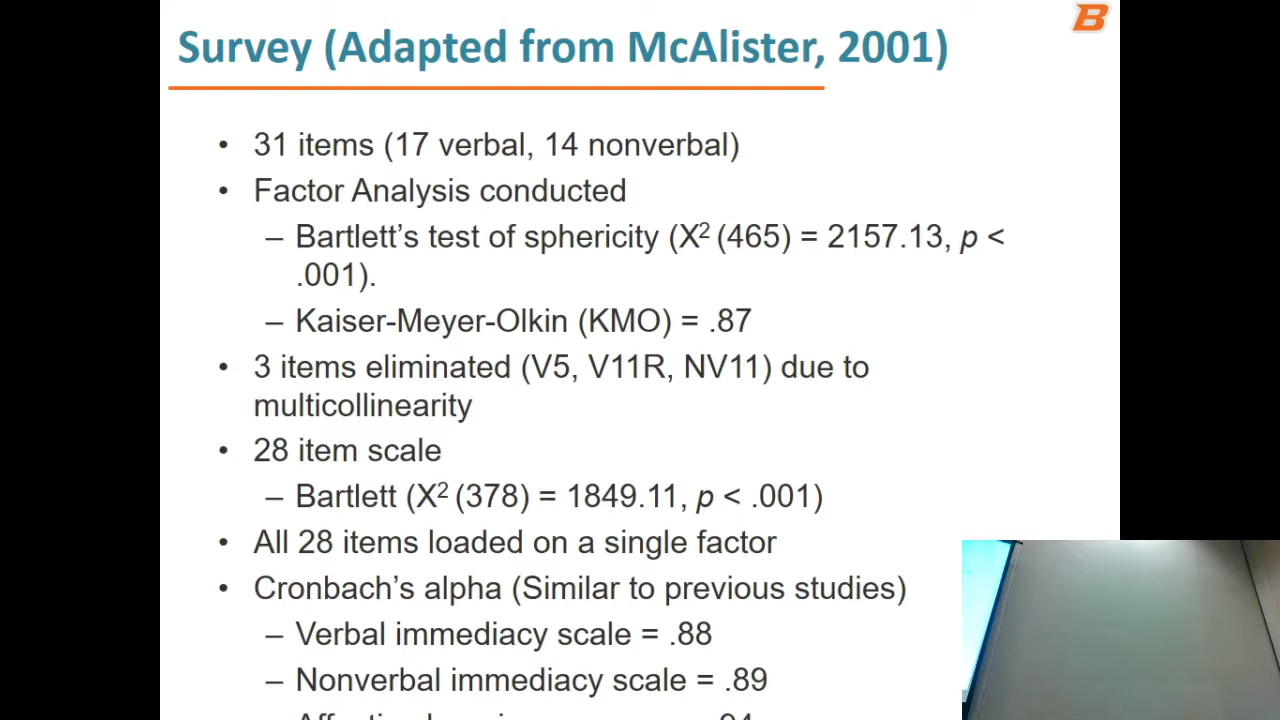 B
Survey (Adapted from McAlister, 2001)
• 31 items (17 verbal, 14 nonverbal)
• Factor Analysis conducted
– Bartlett’s test of sphericity (X² (465) = 2157.13, p <
.001).
– Kaiser-Meyer-Olkin (KMO) = .87
• 3 items eliminated (V5, V11R, NV11) due to
multicollinearity
• 28 item scale
– Bartlett (X² (378) = 1849.11, p < .001)
• All 28 items loaded on a single factor
• Cronbach’s alpha (Similar to previous studies)
– Verbal immediacy scale = .88
– Nonverbal immediacy scale = .89